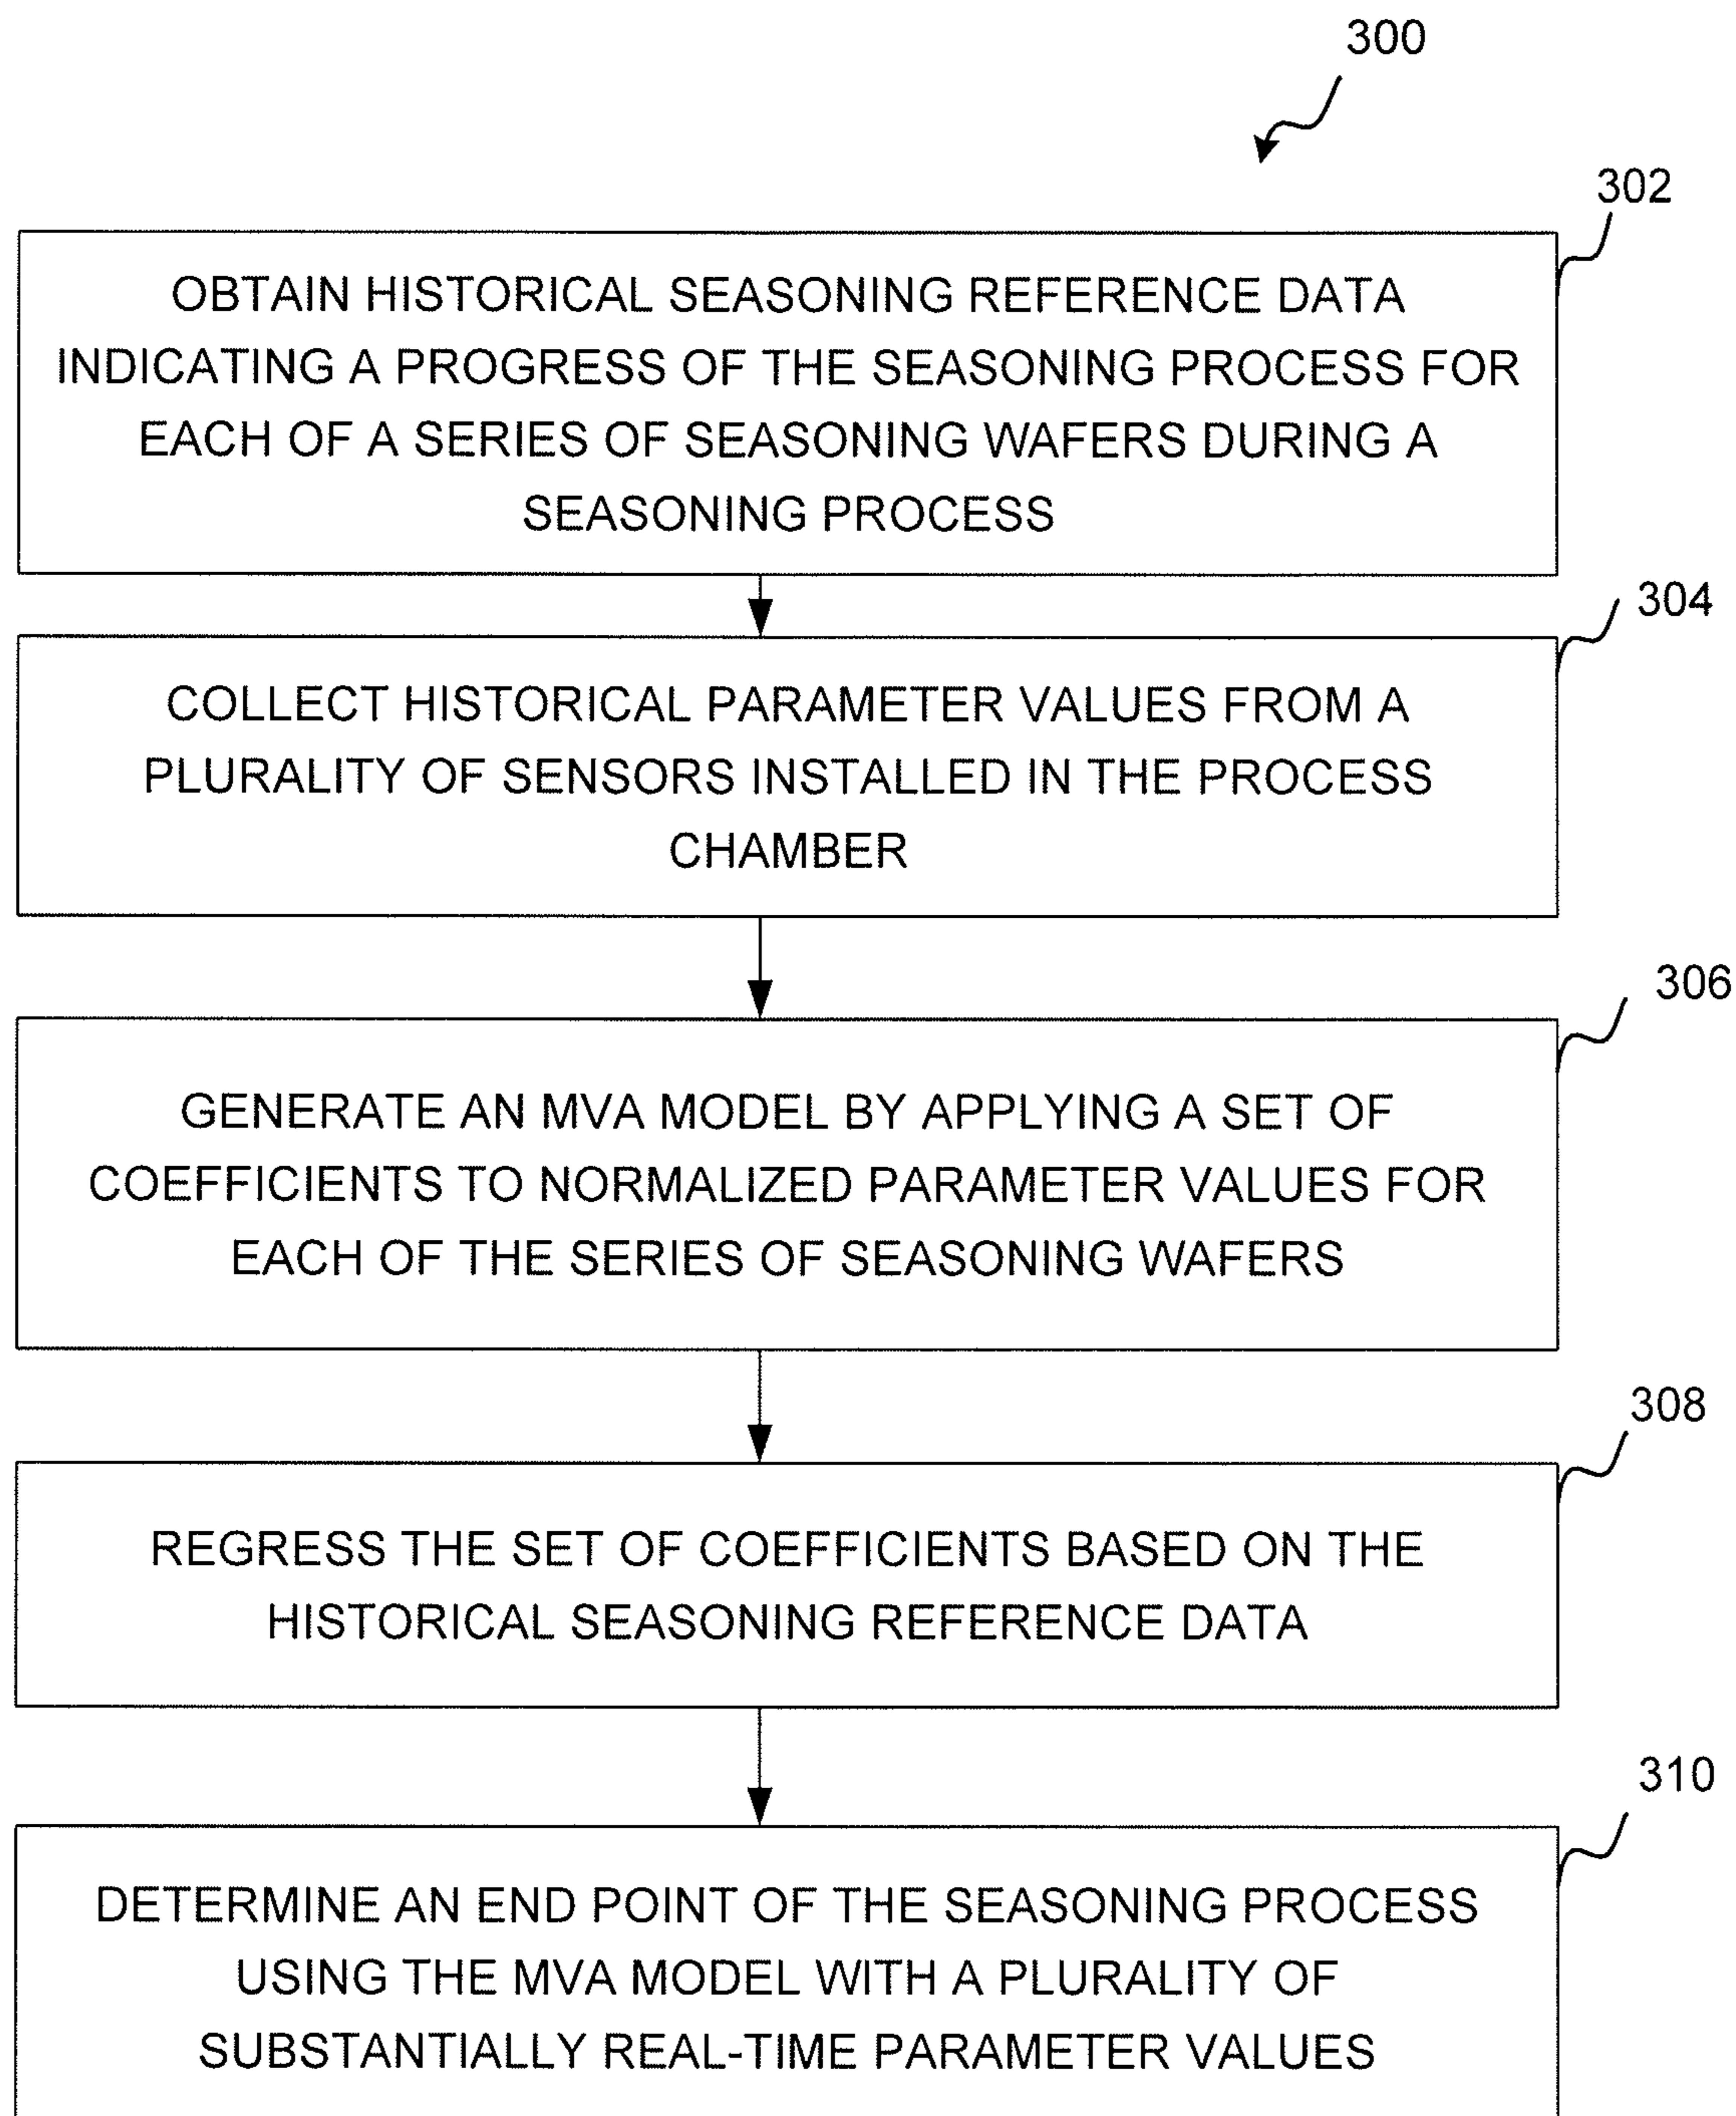 300
302
OBTAIN HISTORICAL SEASONING REFERENCE DATA
INDICATING A PROGRESS OF THE SEASONING PROCESS FOR
EACH OF A SERIES OF SEASONING WAFERS DURING A
SEASONING PROCESS
304
COLLECT HISTORICAL PARAMETER VALUES FROM A
PLURALITY OF SENSORS INSTALLED IN THE PROCESS
CHAMBER
306
GENERATE AN MVA MODEL BY APPLYING A SET OF
COEFFICIENTS TO NORMALIZED PARAMETER VALUES FOR
EACH OF THE SERIES OF SEASONING WAFERS
308
REGRESS THE SET OF COEFFICIENTS BASED ON THE
HISTORICAL SEASONING REFERENCE DATA
310
DETERMINE AN END POINT OF THE SEASONING PROCESS
USING THE MVA MODEL WITH A PLURALITY OF
SUBSTANTIALLY REAL-TIME PARAMETER VALUES